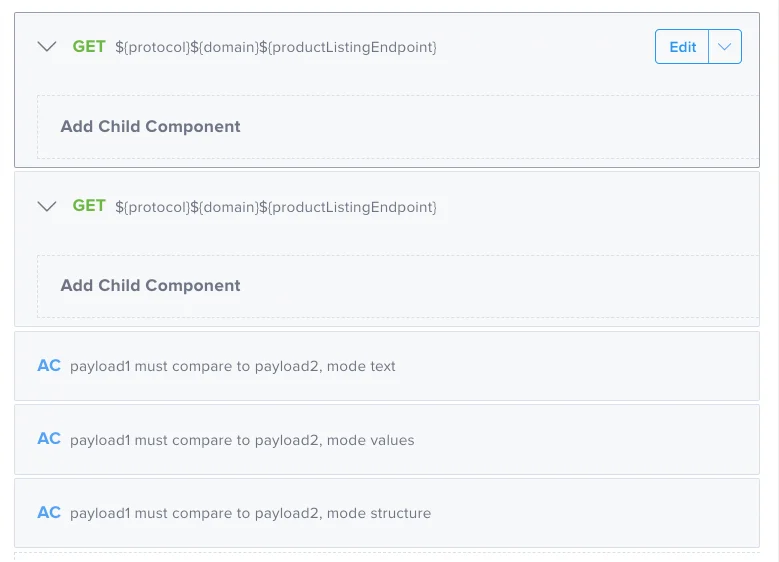 GET ${protocol}${domain}${productListingEndpoint} Edit
Add Child Component
GET ${protocol}${domain}${productListingEndpoint}
Add Child Component
AC payload1 must compare to payload2, mode text
AC payload1 must compare to payload2, mode values
AC payload1 must compare to payload2, mode structure